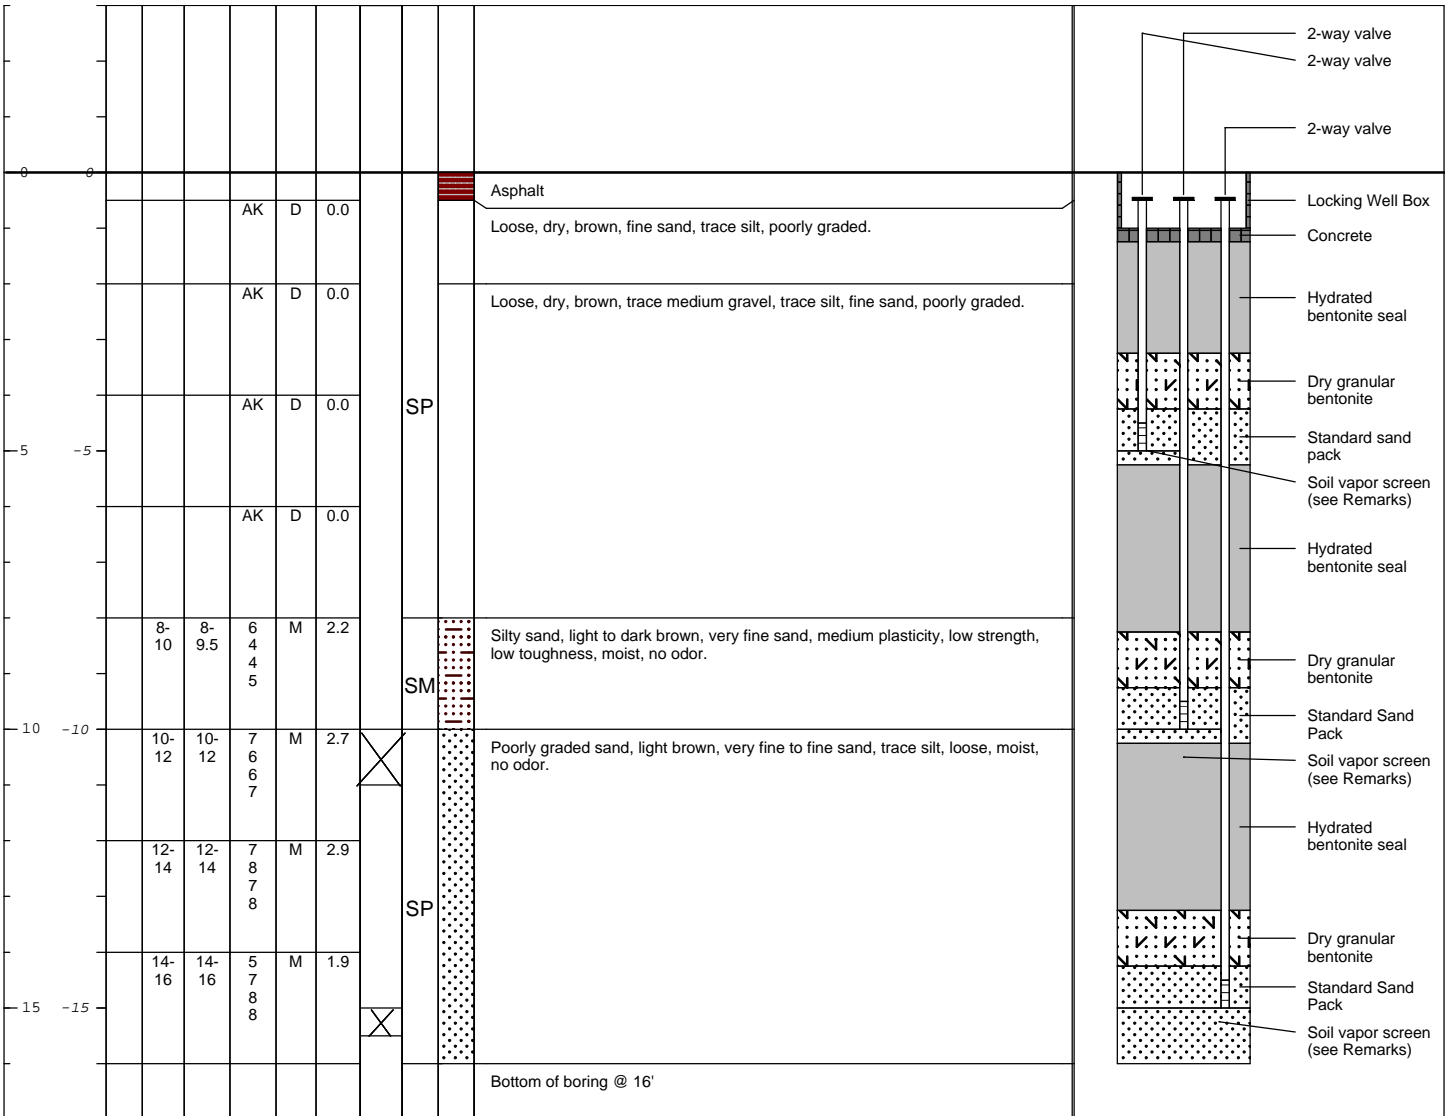 2-way valve
2-way valve
2-way valve
0 0
Asphalt
Locking Well Box
AK D 0.0
Loose, dry, brown, fine sand, trace silt, poorly graded.
Concrete
AK D 0.0
Loose, dry, brown, trace medium gravel, trace silt, fine sand, poorly graded.
Hydrated
bentonite seal
Dry granular
bentonite
AK D 0.0
SP
Standard sand
pack
-5 -5
Soil vapor screen
(see Remarks)
AK D 0.0
Hydrated
bentonite seal
8-
10
8-
9.5
6
4
4
5
M 2.2
Silty sand, light to dark brown, very fine sand, medium plasticity, low strength,
low toughness, moist, no odor.
SM
Dry granular
bentonite
Standard Sand
Pack
-10 -10
10-
12
10-
12
7
6
6
7
M 2.7
Poorly graded sand, light brown, very fine to fine sand, trace silt, loose, moist,
no odor.
Soil vapor screen
(see Remarks)
Hydrated
bentonite seal
12-
14
12-
14
7
8
7
8
M 2.9
SP
Dry granular
bentonite
14-
16
14-
16
5
7
8
8
M 1.9
Standard Sand
Pack
-15 -15
Soil vapor screen
(see Remarks)
Bottom of boring @ 16'